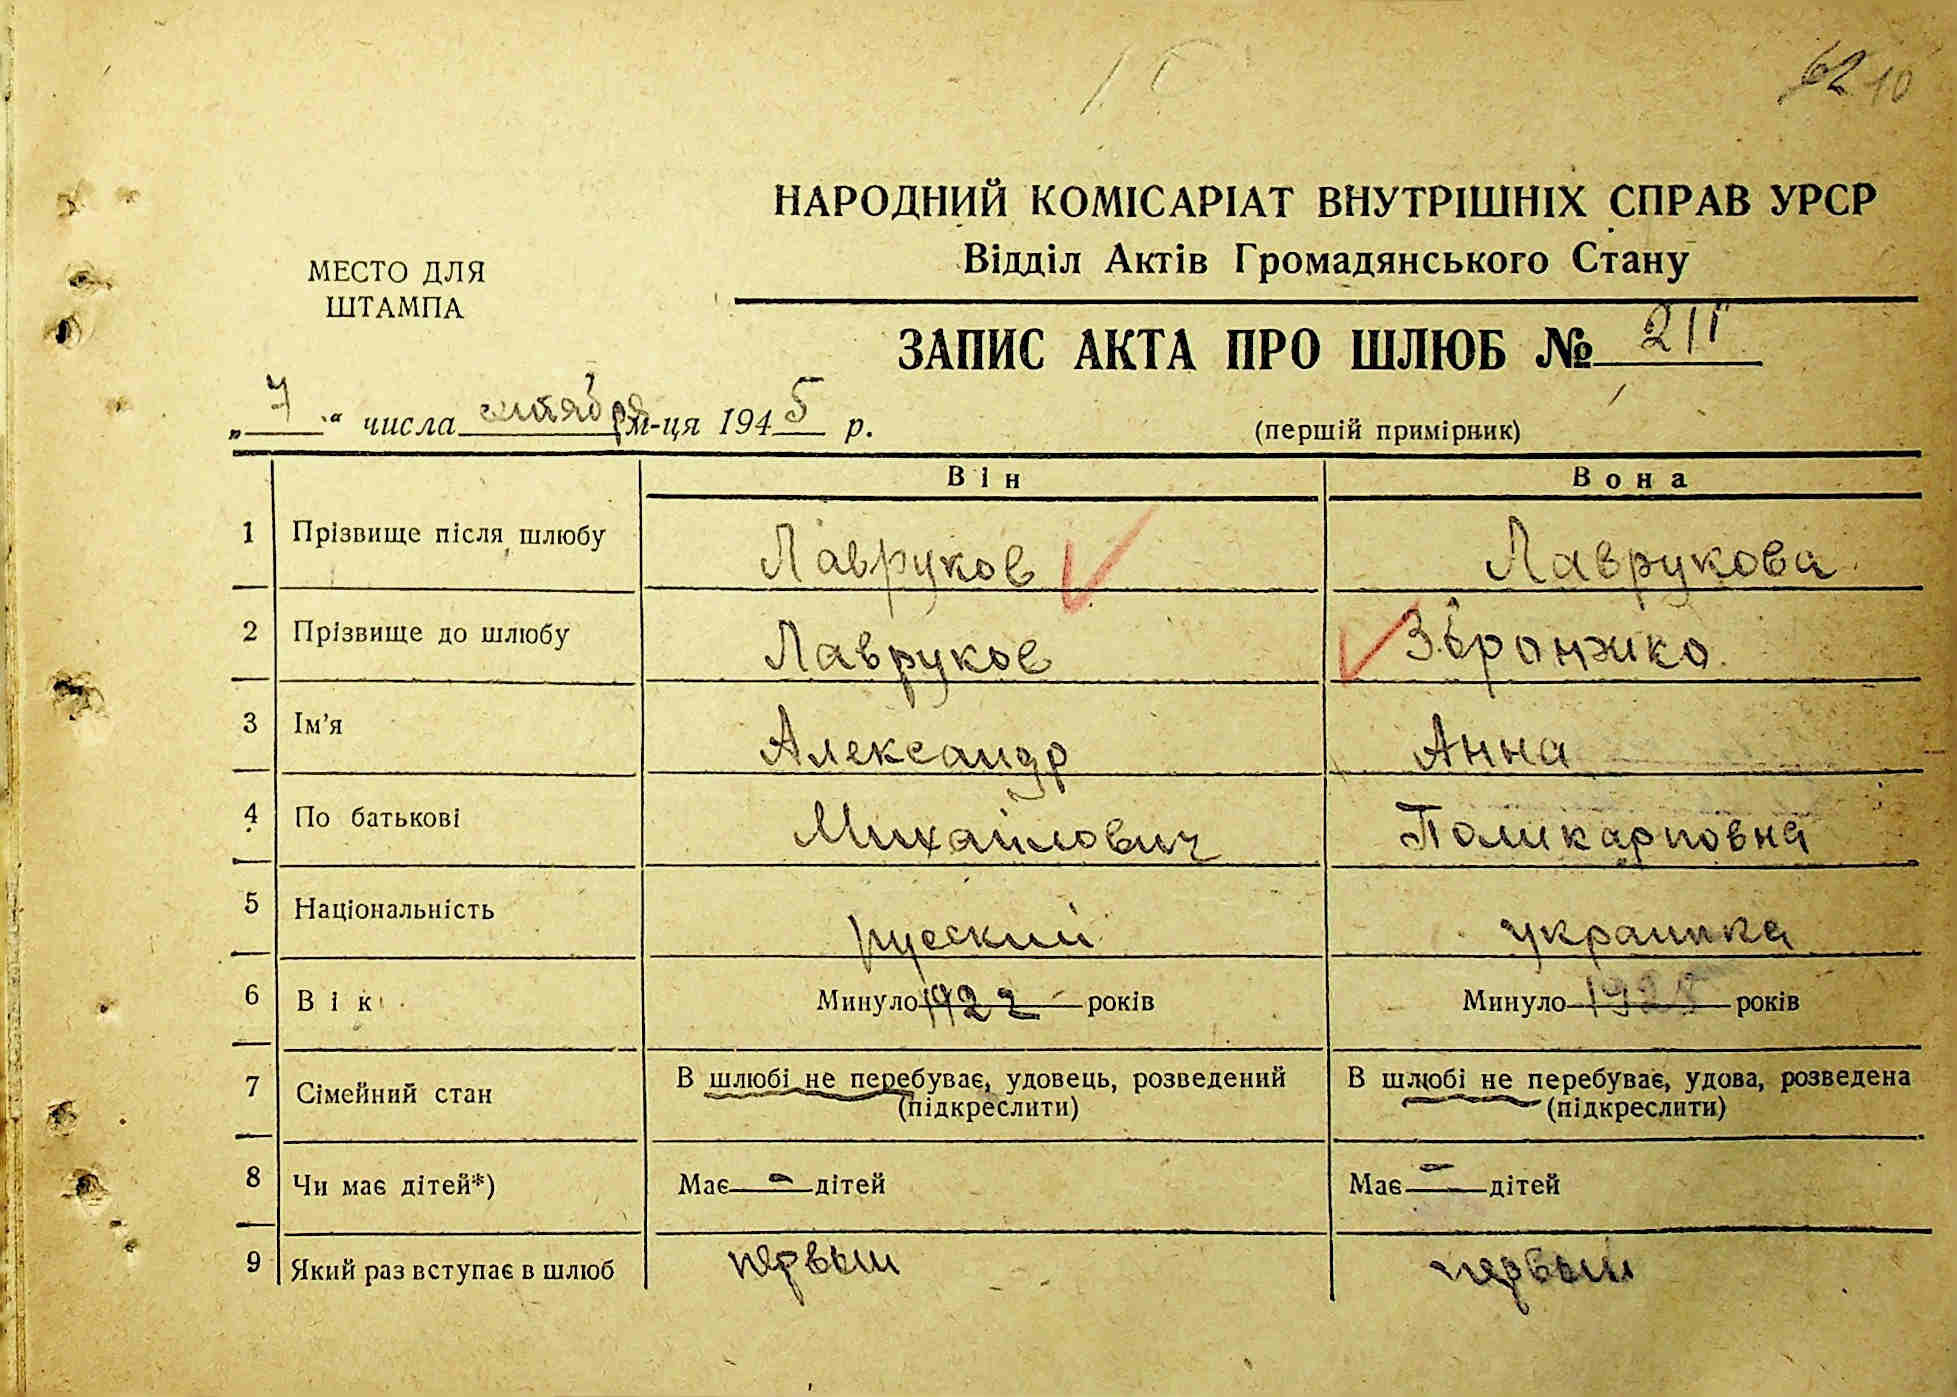 62 10
НАРОДНИЙ КОМІСАРІАТ ВНУТРІШНІХ СПРАВ УРСР
Відділ Актів Громадянського Стану
МЕСТО ДЛЯ
ШТАМПА
ЗАПИС АКТА ПРО ШЛЮБ № 211
„7“ числа м-ця 1945 р.
(першій примірник)
Він Вона
1 Прізвище після шлюбу Лавруков Лаврукова
2 Прізвище до шлюбу Лавруков
3 Ім'я Александр Анна
4 По батькові Михайлович Поликарповна
5 Національність русский украинка
6 Вік Минуло 1922 років Минуло 1925 років
7 Сімейний стан В шлюбі не перебуває, удовець, розведений В шлюбі не перебуває, удова, розведена
(підкреслити) (підкреслити)
8 Чи має дітей*) Має - дітей Має - дітей
9 Який раз вступає в шлюб первый первый